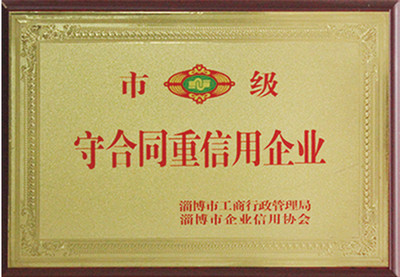 市 级
守合同重信用企业
淄博市工商行政管理局
淄博市企业信用协会